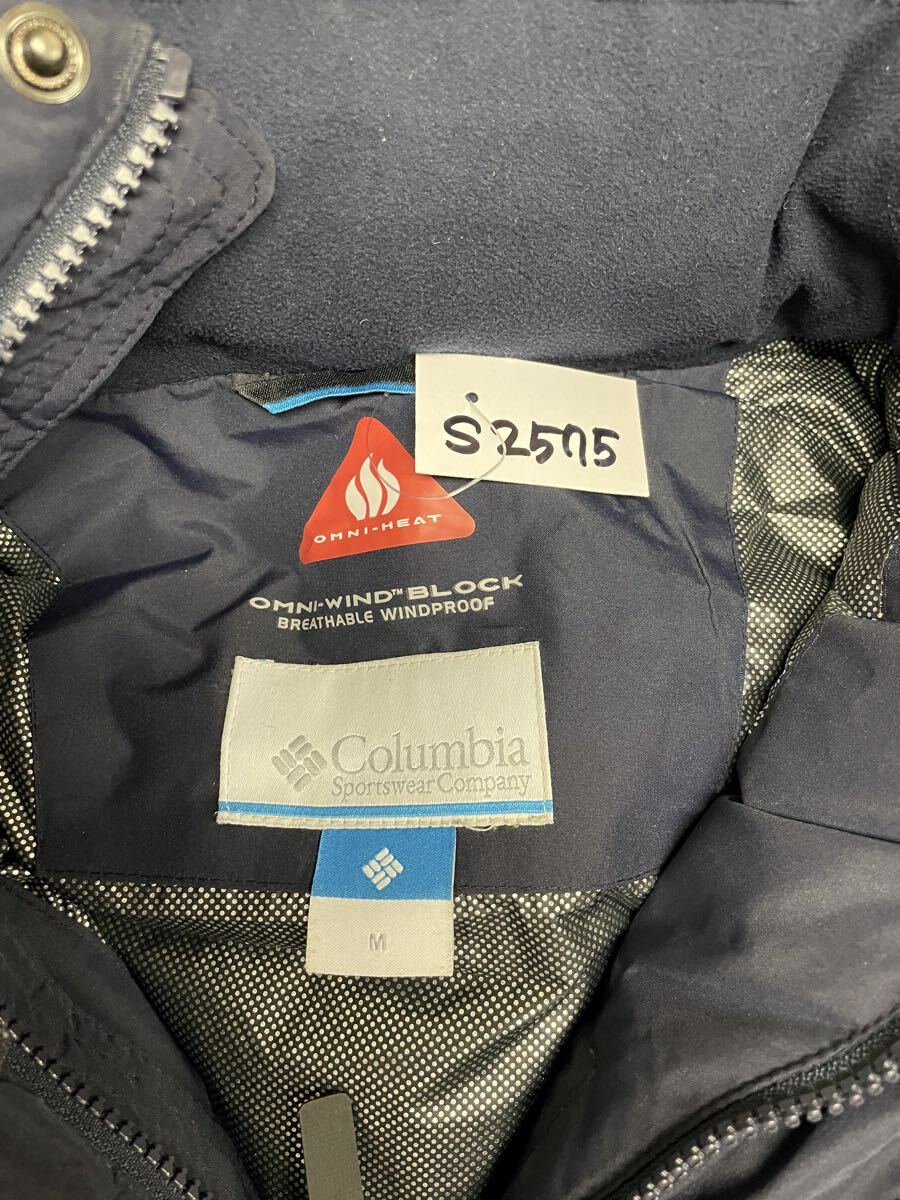 S2575
OMNI-HEAT
OMNI-WIND™ BLOCK
BREATHABLE WINDPROOF
Columbia
Sportswear Company
M